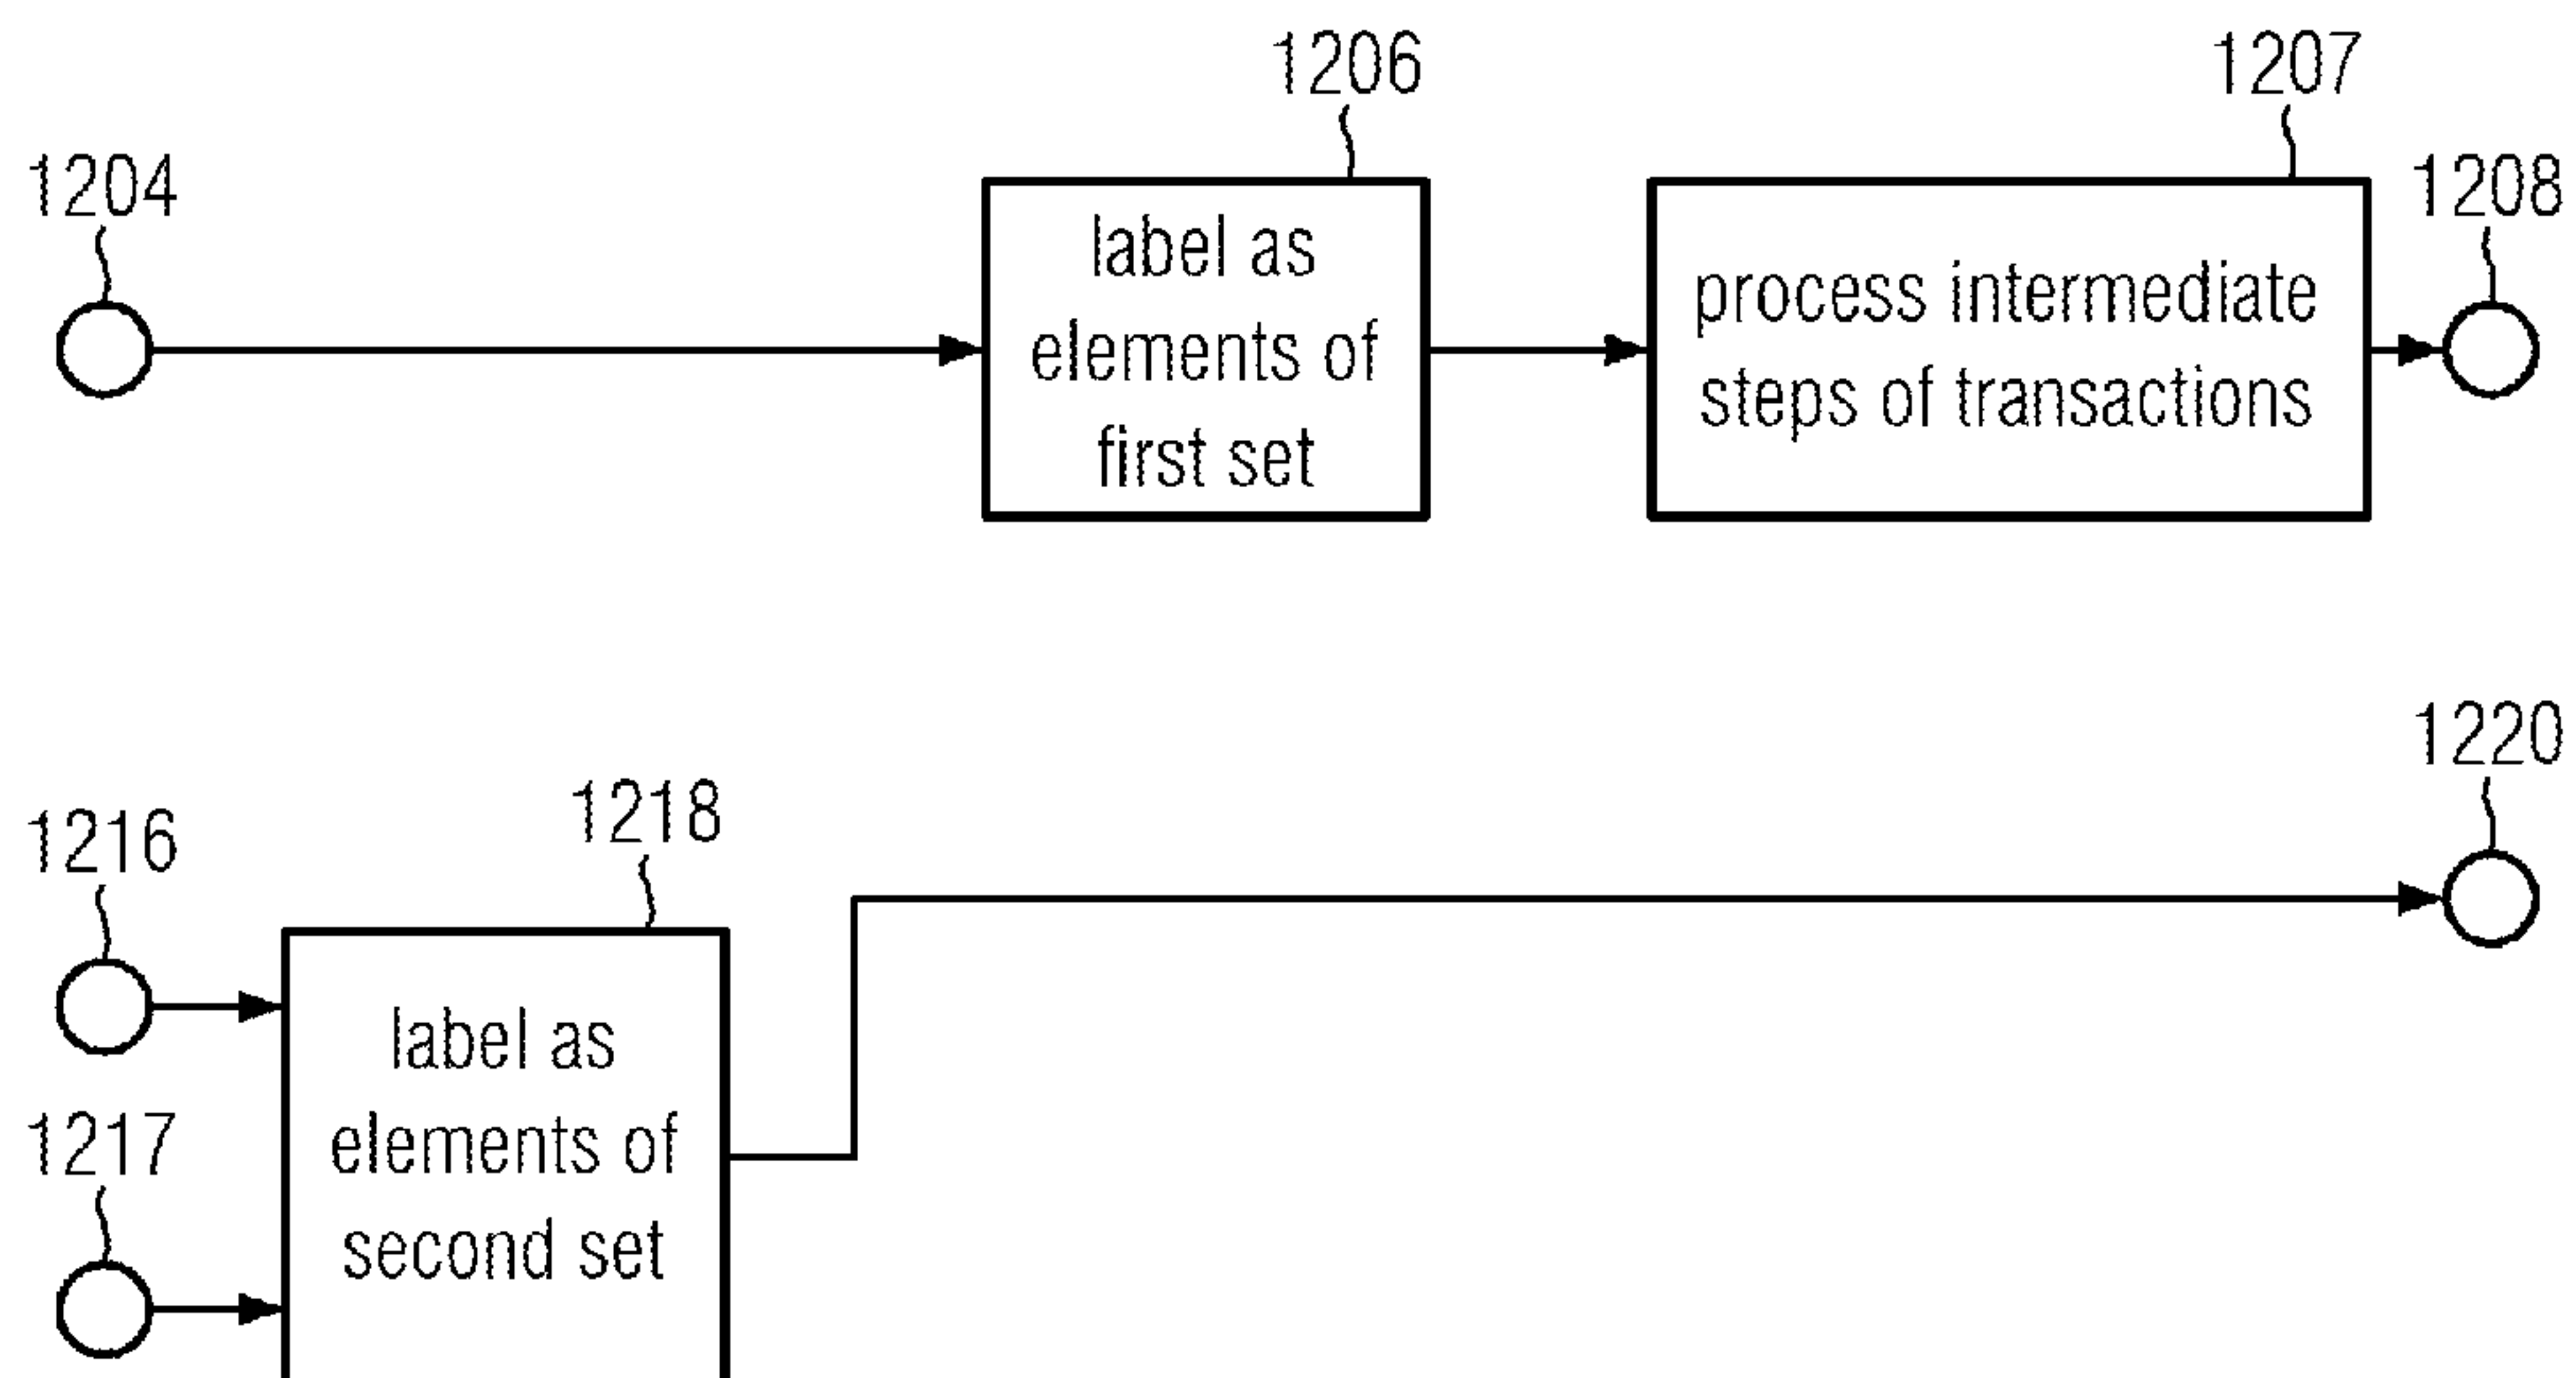 1206
1207
1204
1208
label as
elements of
first set
process intermediate
steps of transactions
1220
1218
1216
1217
label as
elements of
second set